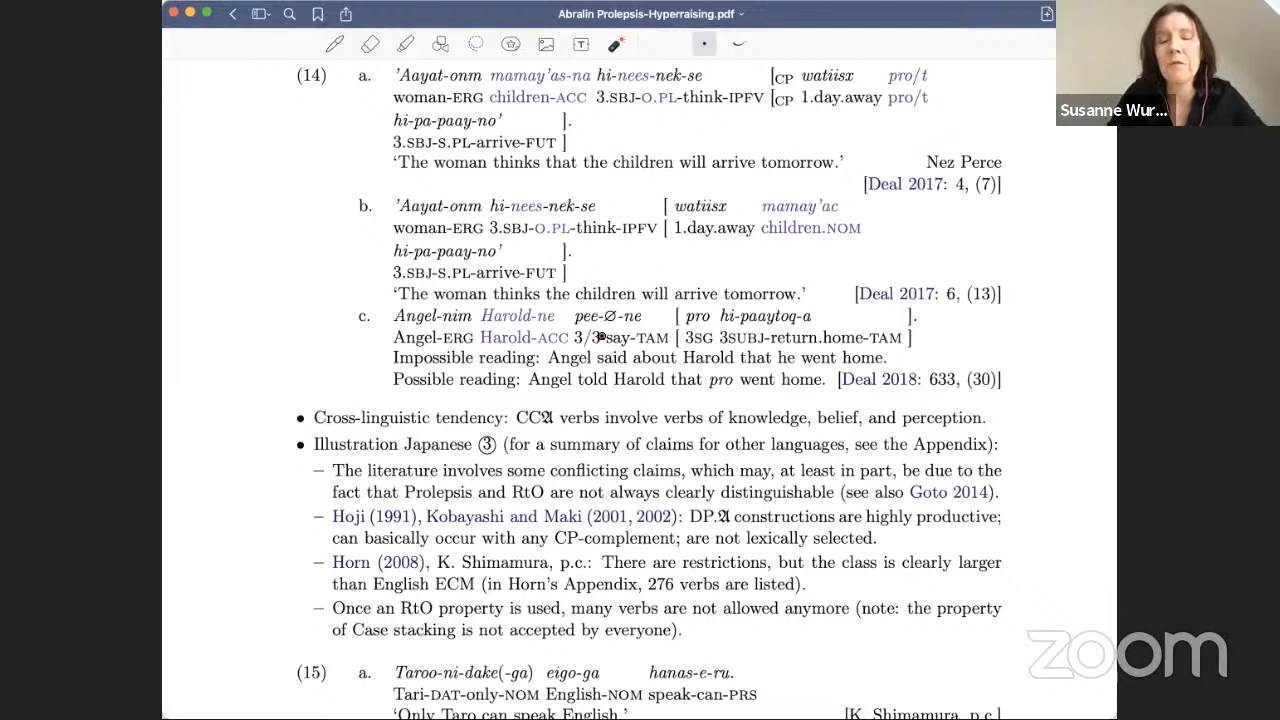 Abralin Prolepsis-Hyperraising.pdf
Susanne Wur...
(14) a. 'Aayat-onm mamay'as-na hi-nees-nek-se [CP watiisx pro/t
woman-ERG children-ACC 3.SBJ-O.PL-think-IPFV [CP 1.day.away pro/t
hi-pa-paay-no' ].
3.SBJ-S.PL-arrive-FUT ]
‘The woman thinks that the children will arrive tomorrow.’ Nez Perce
[Deal 2017: 4, (7)]
b. 'Aayat-onm hi-nees-nek-se [ watiisx mamay'ac
woman-ERG 3.SBJ-O.PL-think-IPFV [ 1.day.away children.NOM
hi-pa-paay-no' ].
3.SBJ-S.PL-arrive-FUT ]
‘The woman thinks the children will arrive tomorrow.’ [Deal 2017: 6, (13)]
c. Angel-nim Harold-ne pee-∅-ne [ pro hi-paaytoq-a ].
Angel-ERG Harold-ACC 3/3-say-TAM [ 3SG 3SUBJ-return.home-TAM ]
Impossible reading: Angel said about Harold that he went home.
Possible reading: Angel told Harold that pro went home. [Deal 2018: 633, (30)]
• Cross-linguistic tendency: CC𝔄 verbs involve verbs of knowledge, belief, and perception.
• Illustration Japanese ③ (for a summary of claims for other languages, see the Appendix):
– The literature involves some conflicting claims, which may, at least in part, be due to the
fact that Prolepsis and RtO are not always clearly distinguishable (see also Goto 2014).
– Hoji (1991), Kobayashi and Maki (2001, 2002): DP.𝔄 constructions are highly productive;
can basically occur with any CP-complement; are not lexically selected.
– Horn (2008), K. Shimamura, p.c.: There are restrictions, but the class is clearly larger
than English ECM (in Horn's Appendix, 276 verbs are listed).
– Once an RtO property is used, many verbs are not allowed anymore (note: the property
of Case stacking is not accepted by everyone).
(15) a. Taroo-ni-dake(-ga) eigo-ga hanas-e-ru.
Tari-DAT-only-NOM English-NOM speak-can-PRS
‘Only Taro can speak English.’ [K. Shimamura, p.c.]
zoom